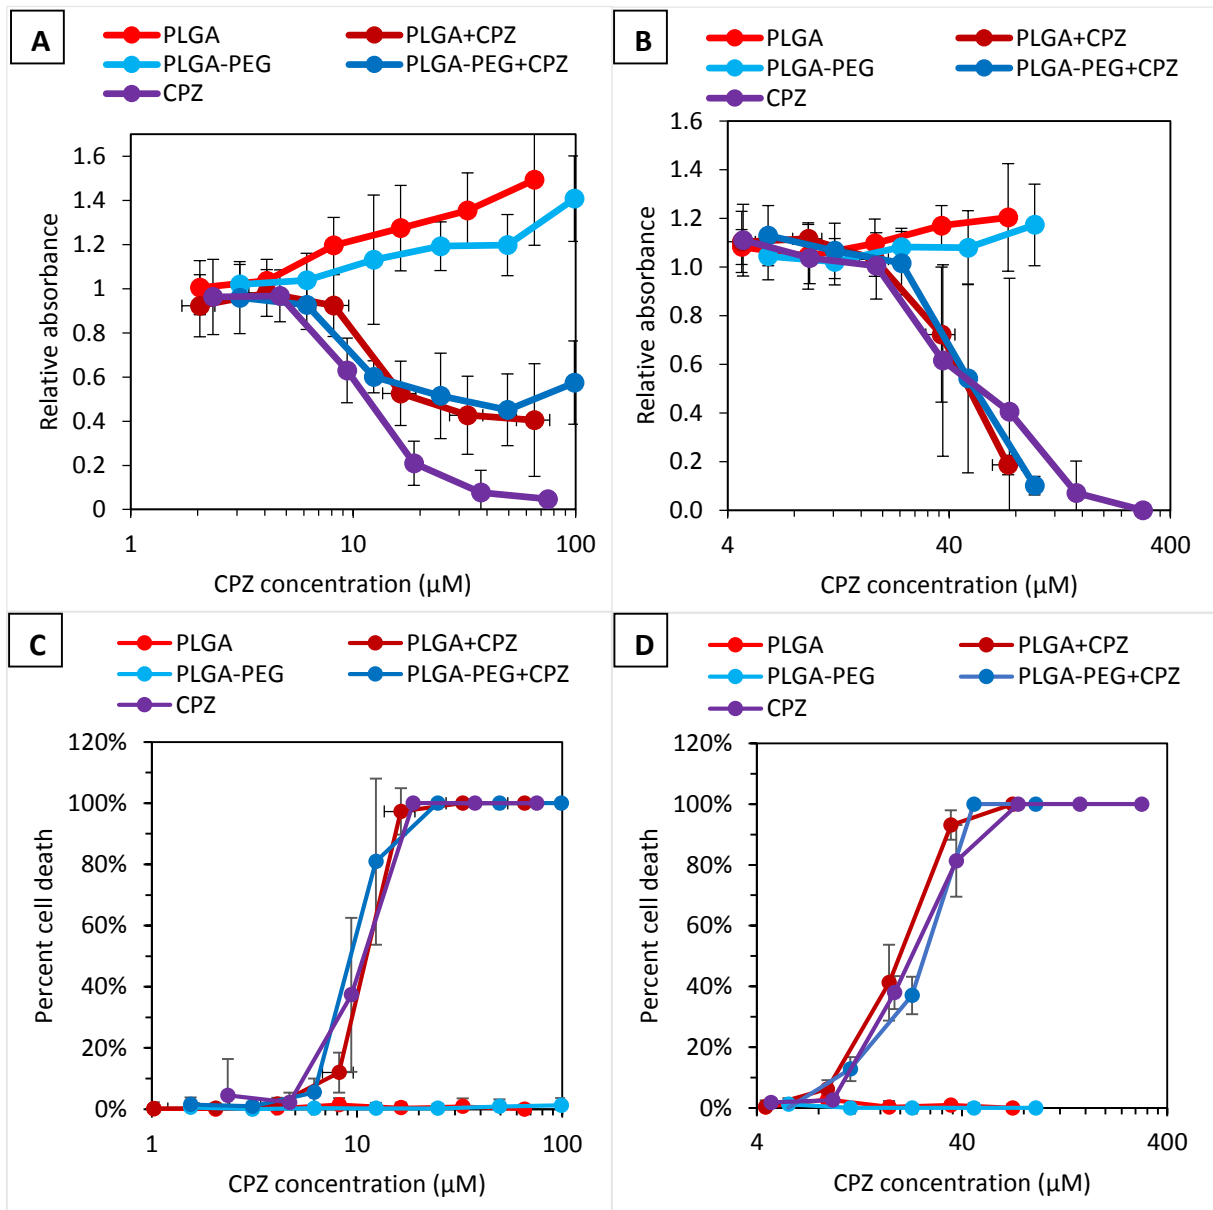 A
PLGA
PLGA+CPZ
PLGA-PEG
PLGA-PEG+CPZ
CPZ
Relative absorbance
1.6
1.4
1.2
1
0.8
0.6
0.4
0.2
0
1
10
100
CPZ concentration (µM)
B
PLGA
PLGA+CPZ
PLGA-PEG
PLGA-PEG+CPZ
CPZ
Relative absorbance
1.6
1.4
1.2
1.0
0.8
0.6
0.4
0.2
0.0
4
40
400
CPZ concentration (µM)
C
PLGA
PLGA+CPZ
PLGA-PEG
PLGA-PEG+CPZ
CPZ
Percent cell death
120%
100%
80%
60%
40%
20%
0%
1
10
100
CPZ concentration (µM)
D
PLGA
PLGA+CPZ
PLGA-PEG
PLGA-PEG+CPZ
CPZ
Percent cell death
120%
100%
80%
60%
40%
20%
0%
4
40
400
CPZ concentration (µM)